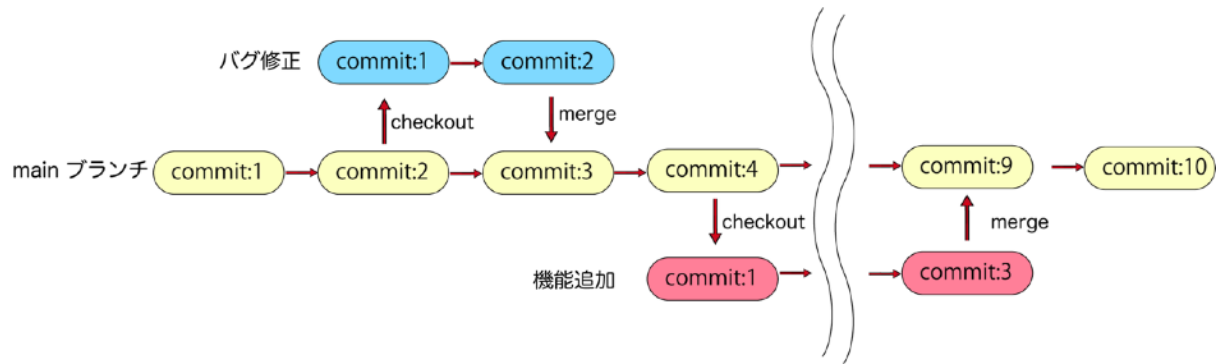 バグ修正 commit:1 commit:2
checkout merge
main ブランチ commit:1 commit:2 commit:3 commit:4 commit:9 commit:10
checkout merge
機能追加 commit:1 commit:3